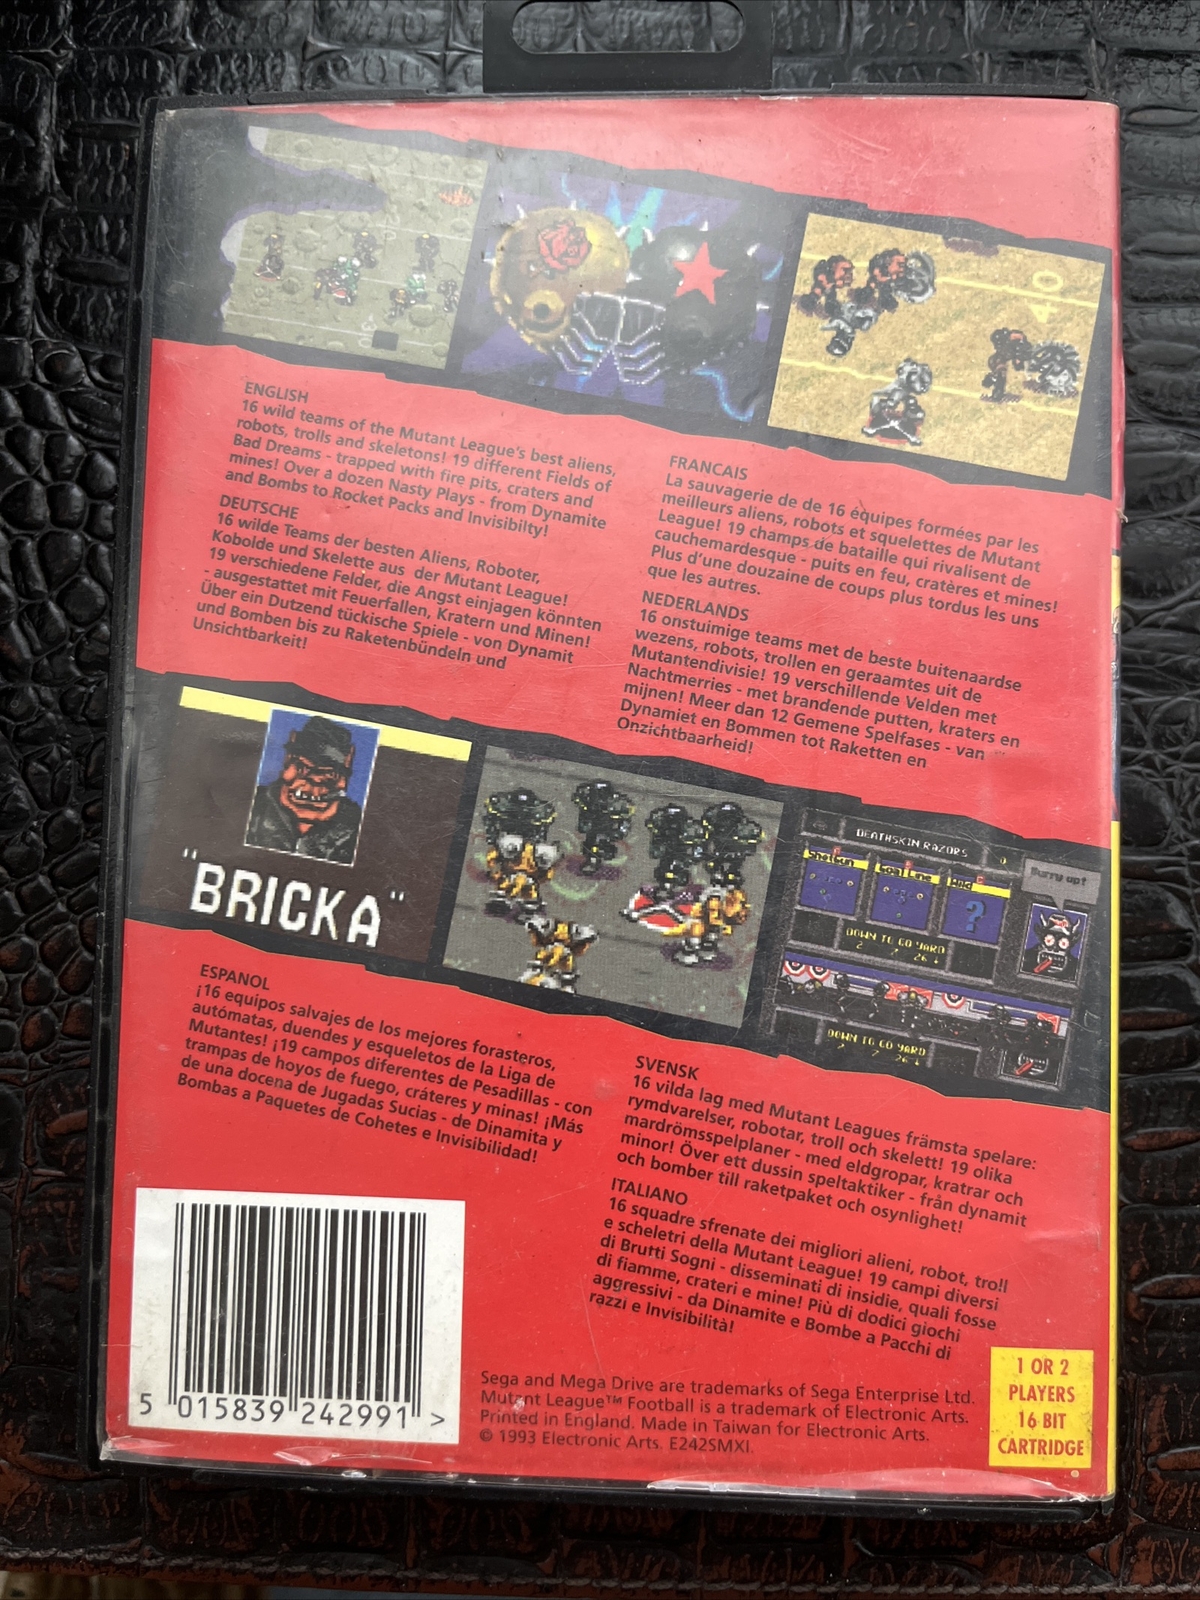 40
ENGLISH
16 wild teams of the Mutant League's best aliens,
robots, trolls and skeletons! 19 different Fields of
Bad Dreams - trapped with fire pits, craters and
mines! Over a dozen Nasty Plays - from Dynamite
and Bombs to Rocket Packs and Invisibilty!
DEUTSCHE
16 wilde Teams der besten Aliens, Roboter,
Kobolde und Skelette aus der Mutant League!
19 verschiedene Felder, die Angst einjagen könnten
- ausgestattet mit Feuerfallen, Kratern und Minen!
Über ein Dutzend tückische Spiele - von Dynamit
und Bomben bis zu Raketenbündeln und
Unsichtbarkeit!
FRANCAIS
La sauvagerie de de 16 équipes formées par les
meilleurs aliens, robots et squelettes de Mutant
League! 19 champs de bataille qui rivalisent de
cauchemardesque - puits en feu, cratères et mines!
Plus d'une douzaine de coups plus tordus les uns
que les autres.
NEDERLANDS
16 onstuimige teams met de beste buitenaardse
wezens, robots, trollen en geraamtes uit de
Mutantendivisie! 19 verschillende Velden met
Nachtmerries - met brandende putten, kraters en
mijnen! Meer dan 12 Gemene Spelfases - van
Dynamiet en Bommen tot Raketten en
Onzichtbaarheid!
"BRICKA"
DEATHSKIN RAZORS
Shotgun
Goal Line
Wild
?
Hurry up!
DOWN TO GO YARD
2 7 26
DOWN TO GO YARD
2 7 26
ESPANOL
¡16 equipos salvajes de los mejores forasteros,
autómatas, duendes y esqueletos de la Liga de
Mutantes! ¡19 campos diferentes de Pesadillas - con
trampas de hoyos de fuego, cráteres y minas! ¡Más
de una docena de Jugadas Sucias - de Dinamita y
Bombas a Paquetes de Cohetes e Invisibilidad!
SVENSK
16 vilda lag med Mutant Leagues främsta spelare:
rymdvarelser, robotar, troll och skelett! 19 olika
mardrömsspelplaner - med eldgropar, kratrar och
minor! Över ett dussin speltaktiker - från dynamit
och bomber till raketpaket och osynlighet!
ITALIANO
16 squadre sfrenate dei migliori alieni, robot, troll
e scheletri della Mutant League! 19 campi diversi
di Brutti Sogni - disseminati di insidie, quali fosse
di fiamme, crateri e mine! Più di dodici giochi
aggressivi - da Dinamite e Bombe a Pacchi di
razzi e Invisibilità!
5 015839 242991 >
Sega and Mega Drive are trademarks of Sega Enterprise Ltd.
Mutant League™ Football is a trademark of Electronic Arts.
Printed in England. Made in Taiwan for Electronic Arts.
© 1993 Electronic Arts. E242SMXI.
1 OR 2
PLAYERS
16 BIT
CARTRIDGE